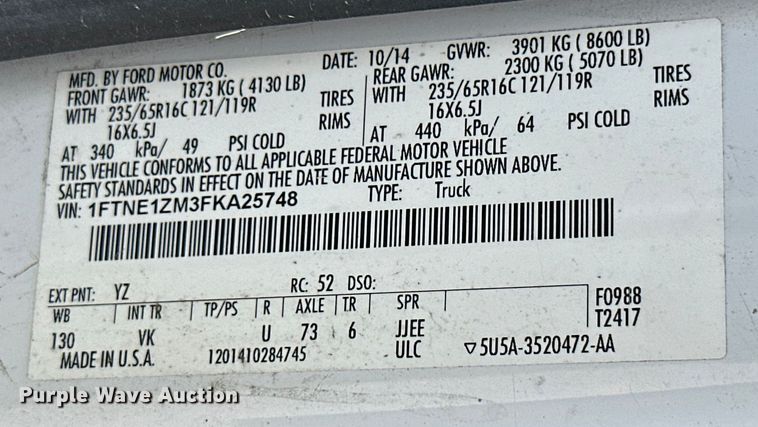 MFD. BY FORD MOTOR CO. DATE: 10/14 GVWR: 3901 KG ( 8600 LB)
FRONT GAWR: 1873 KG ( 4130 LB) REAR GAWR: 2300 KG ( 5070 LB)
WITH 235/65R16C 121/119R TIRES WITH 235/65R16C 121/119R TIRES
16X6.5J RIMS 16X6.5J RIMS
AT 340 kPa/ 49 PSI COLD AT 440 kPa/ 64 PSI COLD
THIS VEHICLE CONFORMS TO ALL APPLICABLE FEDERAL MOTOR VEHICLE
SAFETY STANDARDS IN EFFECT ON THE DATE OF MANUFACTURE SHOWN ABOVE.
VIN: 1FTNE1ZM3FKA25748 TYPE: Truck
EXT PNT: YZ RC: 52 DSO:
WB INT TR TP/PS R AXLE TR SPR F0988
130 VK U 73 6 JJEE T2417
MADE IN U.S.A. 1201410284745 ULC ▽5U5A-3520472-AA
Purple Wave Auction